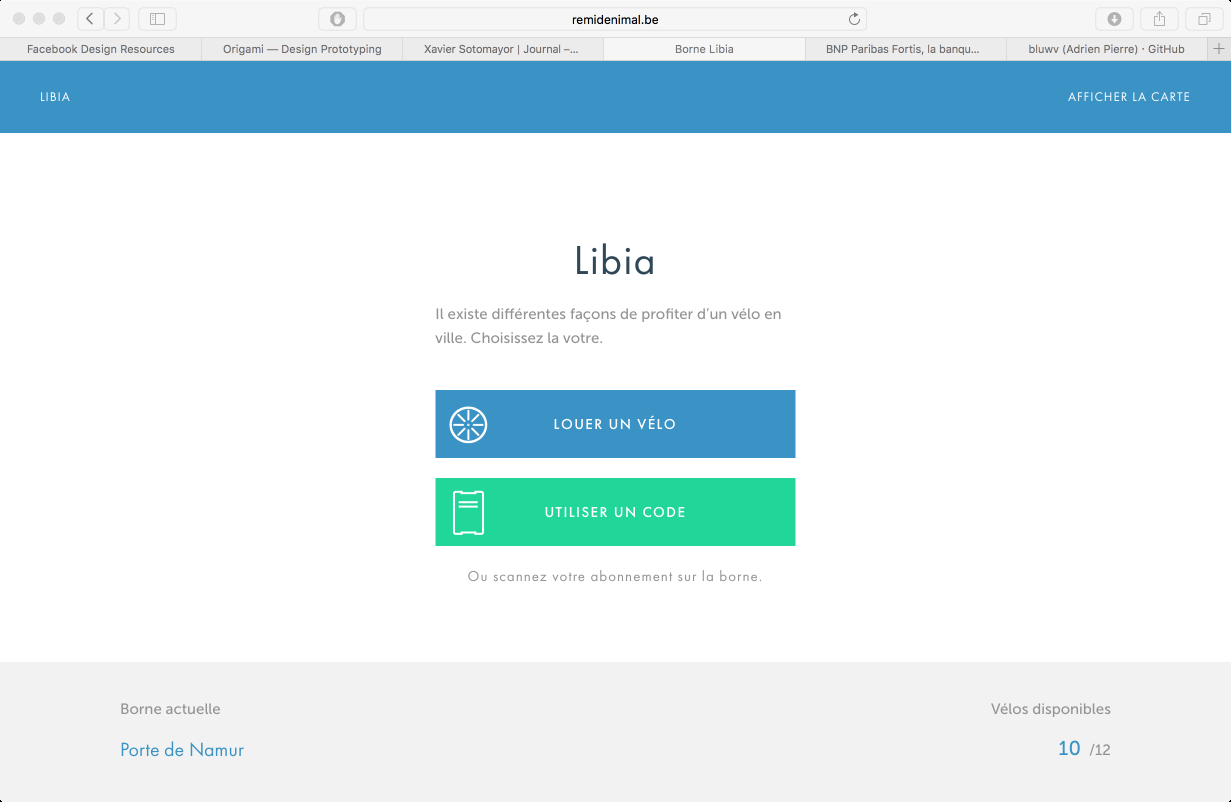 remidenimal.be
Facebook Design Resources
Origami — Design Prototyping
Xavier Sotomayor | Journal –...
Borne Libia
BNP Paribas Fortis, la banqu...
bluwv (Adrien Pierre) · GitHub
LIBIA
AFFICHER LA CARTE
Libia
Il existe différentes façons de profiter d'un vélo en
ville. Choisissez la votre.
LOUER UN VÉLO
UTILISER UN CODE
Ou scannez votre abonnement sur la borne.
Borne actuelle
Vélos disponibles
Porte de Namur
10 /12